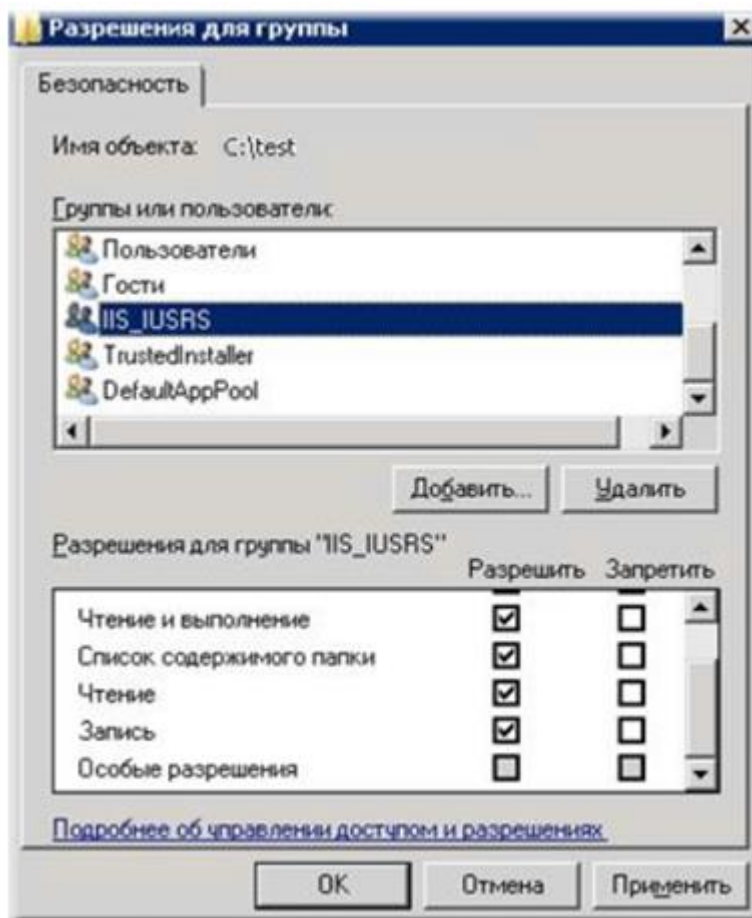 Разрешения для группы
Безопасность
Имя объекта: C:\test
Группы или пользователи:
Пользователи
Гости
IIS_IUSRS
TrustedInstaller
DefaultAppPool
Добавить... Удалить
Разрешения для группы "IIS_IUSRS"
Разрешить Запретить
Чтение и выполнение
Список содержимого папки
Чтение
Запись
Особые разрешения
Подробнее об управлении доступом и разрешениях
OK Отмена Применить